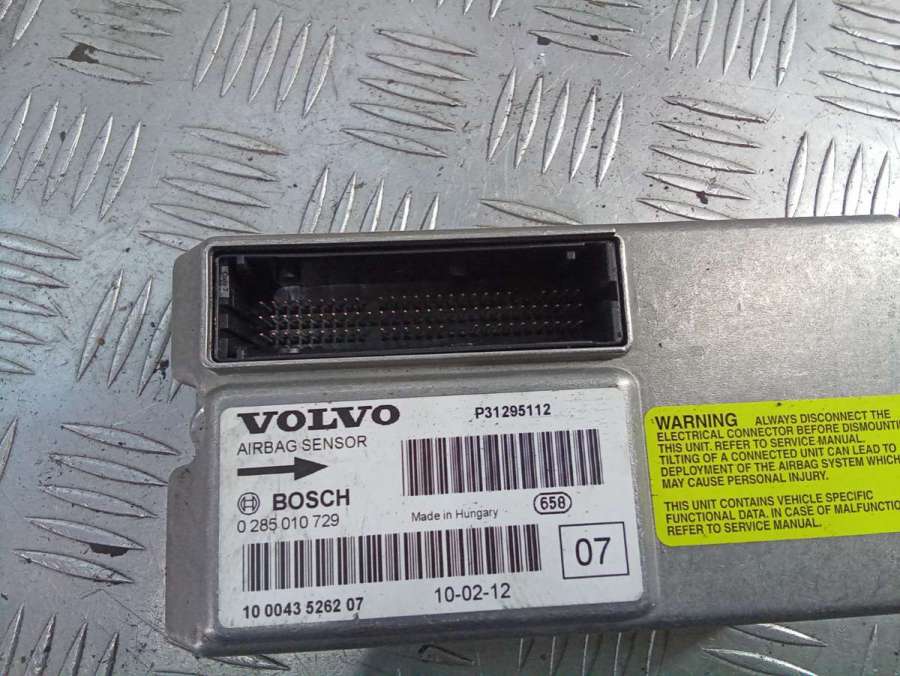 VOLVO
P31295112
AIRBAG SENSOR
BOSCH
0 285 010 729
Made in Hungary
658
07
10 0043 5262 07
10-02-12
WARNING ALWAYS DISCONNECT THE
ELECTRICAL CONNECTOR BEFORE DISMOUNTI
THIS UNIT. REFER TO SERVICE MANUAL.
TILTING OF A CONNECTED UNIT CAN LEAD TO
DEPLOYMENT OF THE AIRBAG SYSTEM WHICH
MAY CAUSE PERSONAL INJURY.
THIS UNIT CONTAINS VEHICLE SPECIFIC
FUNCTIONAL DATA. IN CASE OF MALFUNCTION
REFER TO SERVICE MANUAL.